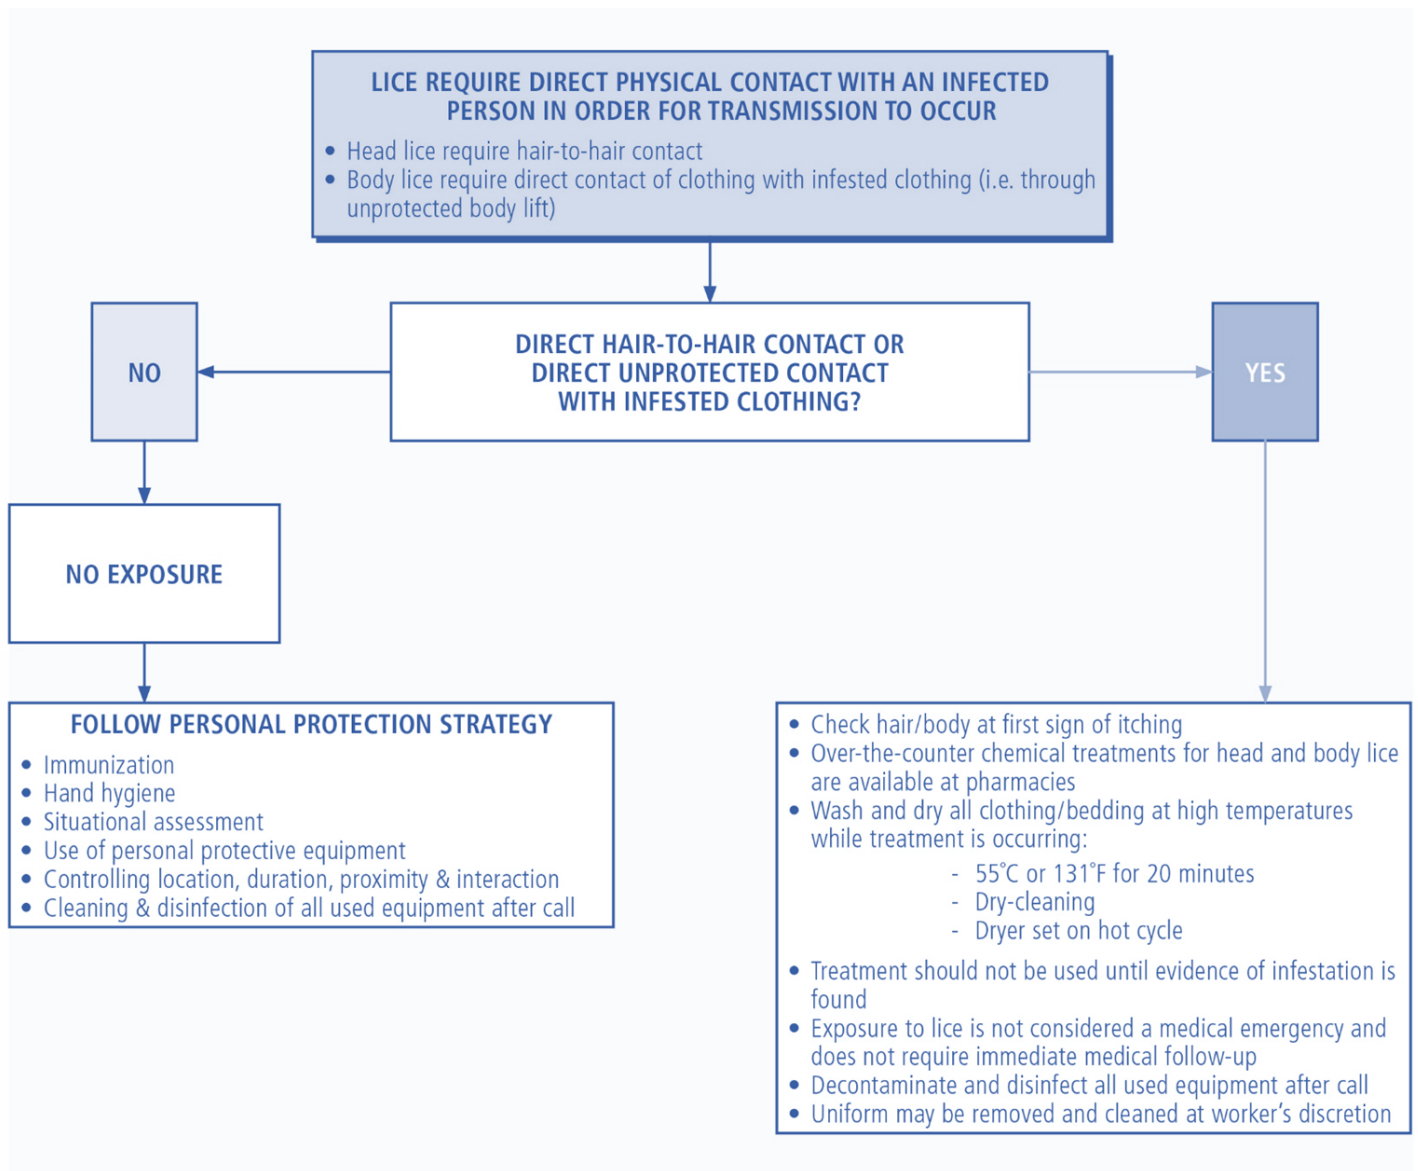 LICE REQUIRE DIRECT PHYSICAL CONTACT WITH AN INFECTED
PERSON IN ORDER FOR TRANSMISSION TO OCCUR
• Head lice require hair-to-hair contact
• Body lice require direct contact of clothing with infested clothing (i.e. through
unprotected body lift)
NO
DIRECT HAIR-TO-HAIR CONTACT OR
DIRECT UNPROTECTED CONTACT
WITH INFESTED CLOTHING?
YES
NO EXPOSURE
FOLLOW PERSONAL PROTECTION STRATEGY
• Immunization
• Hand hygiene
• Situational assessment
• Use of personal protective equipment
• Controlling location, duration, proximity & interaction
• Cleaning & disinfection of all used equipment after call
• Check hair/body at first sign of itching
• Over-the-counter chemical treatments for head and body lice
are available at pharmacies
• Wash and dry all clothing/bedding at high temperatures
while treatment is occurring:
- 55°C or 131°F for 20 minutes
- Dry-cleaning
- Dryer set on hot cycle
• Treatment should not be used until evidence of infestation is
found
• Exposure to lice is not considered a medical emergency and
does not require immediate medical follow-up
• Decontaminate and disinfect all used equipment after call
• Uniform may be removed and cleaned at worker's discretion